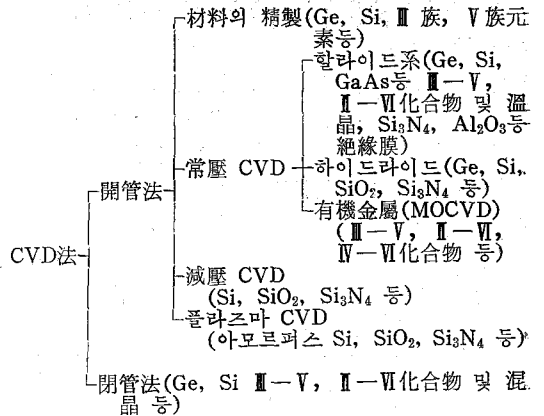 材料의 精製(Ge, Si, Ⅲ 族, Ⅴ 族元
素등)
할라이드系(Ge, Si,
GaAs등 Ⅲ—Ⅴ,
Ⅱ—Ⅵ化合物 및 溫
晶, Si₃N₄, Al₂O₃등
絶緣膜)
常壓 CVD
하이드라이드(Ge, Si,
SiO₂, Si₃N₄ 등)
開管法
有機金屬(MOCVD)
(Ⅲ—Ⅴ, Ⅱ—Ⅵ,
Ⅳ—Ⅵ化合物 등)
CVD法
減壓 CVD
(Si, SiO₂, Si₃N₄ 등)
플라즈마 CVD
(아모르퍼스 Si, SiO₂, Si₃N₄ 등)
閉管法(Ge, Si Ⅲ—Ⅴ, Ⅱ—Ⅵ化合物 및 混
晶 등)